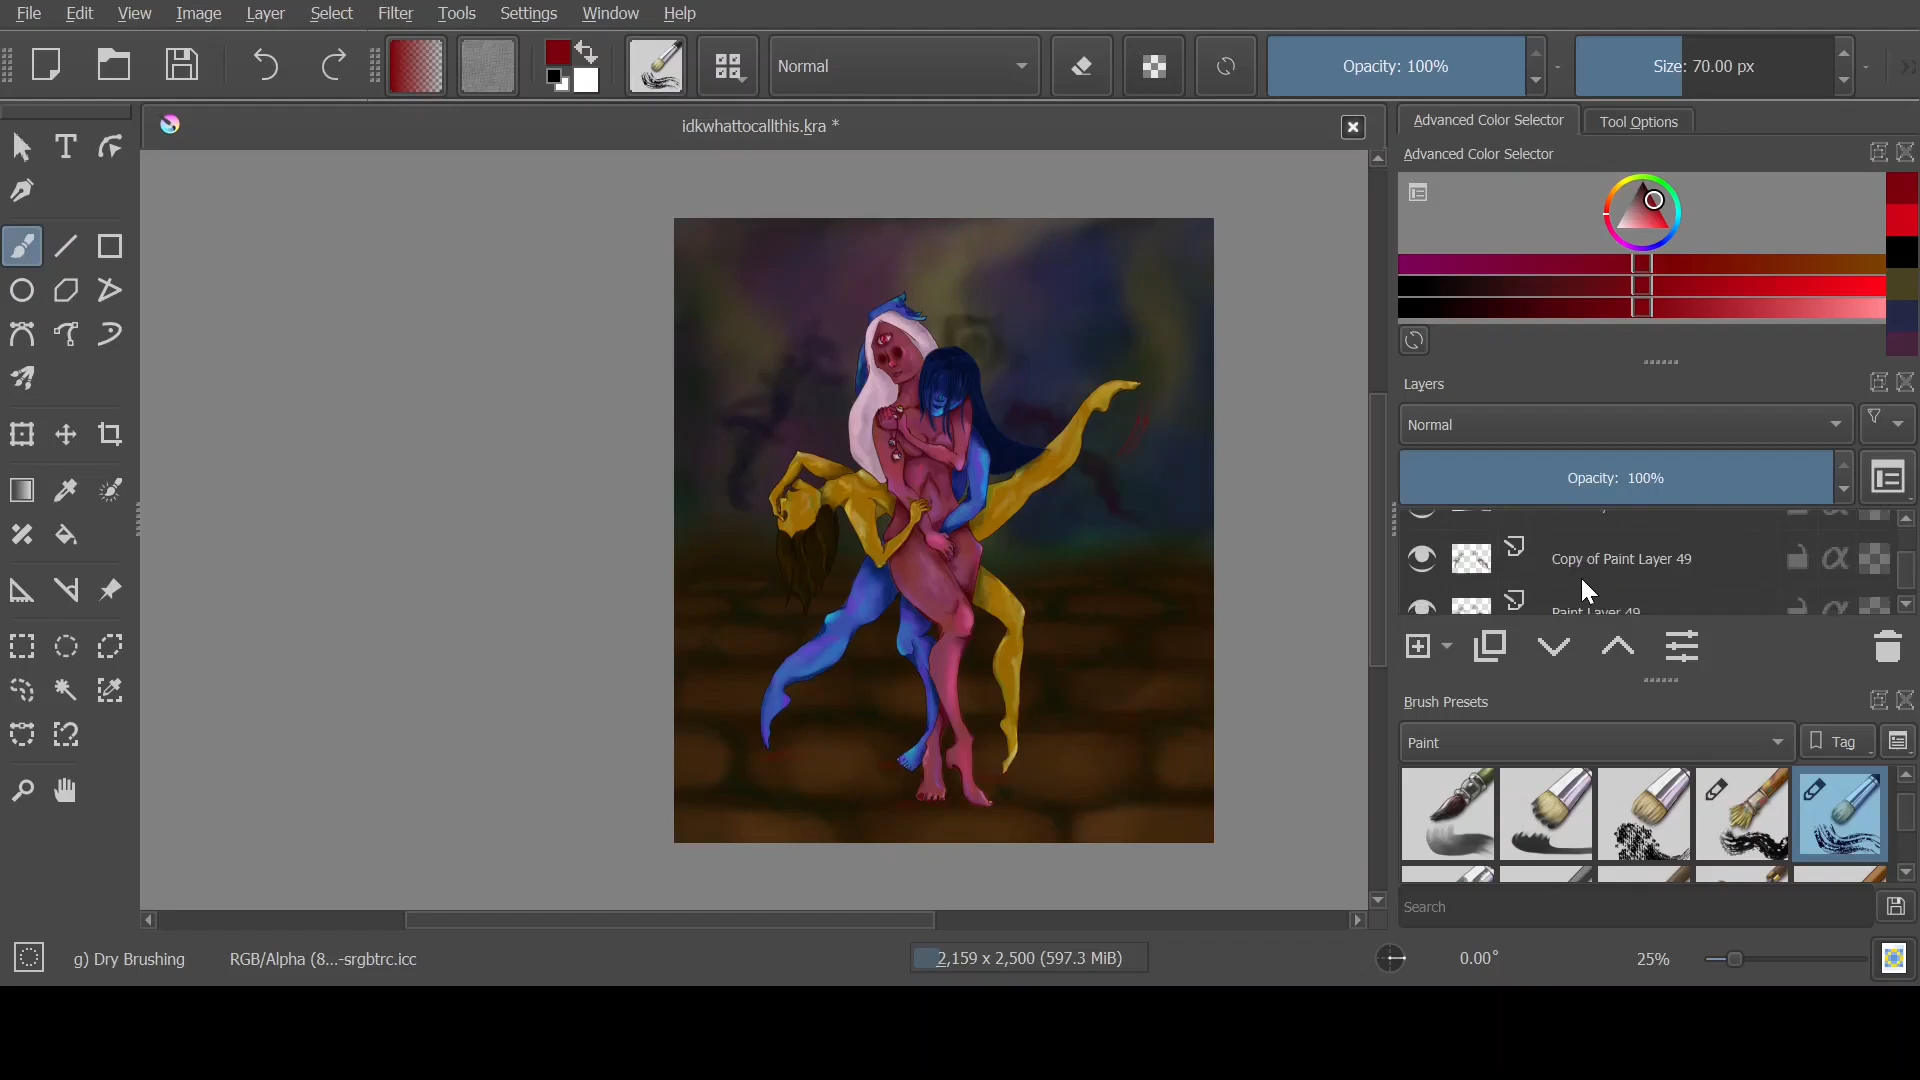 File Edit View Image Layer Select Filter Tools Settings Window Help
Normal
Opacity: 100%
Size: 70.00 px
idkwhattocallthis.kra *
Advanced Color Selector
Tool Options
Advanced Color Selector
Layers
Normal
Opacity: 100%
Copy of Paint Layer 49
Paint Layer 49
Brush Presets
Paint
Tag
Search
g) Dry Brushing
RGB/Alpha (8...-srgbtrc.icc
2,159 x 2,500 (597.3 MiB)
0.00°
25%